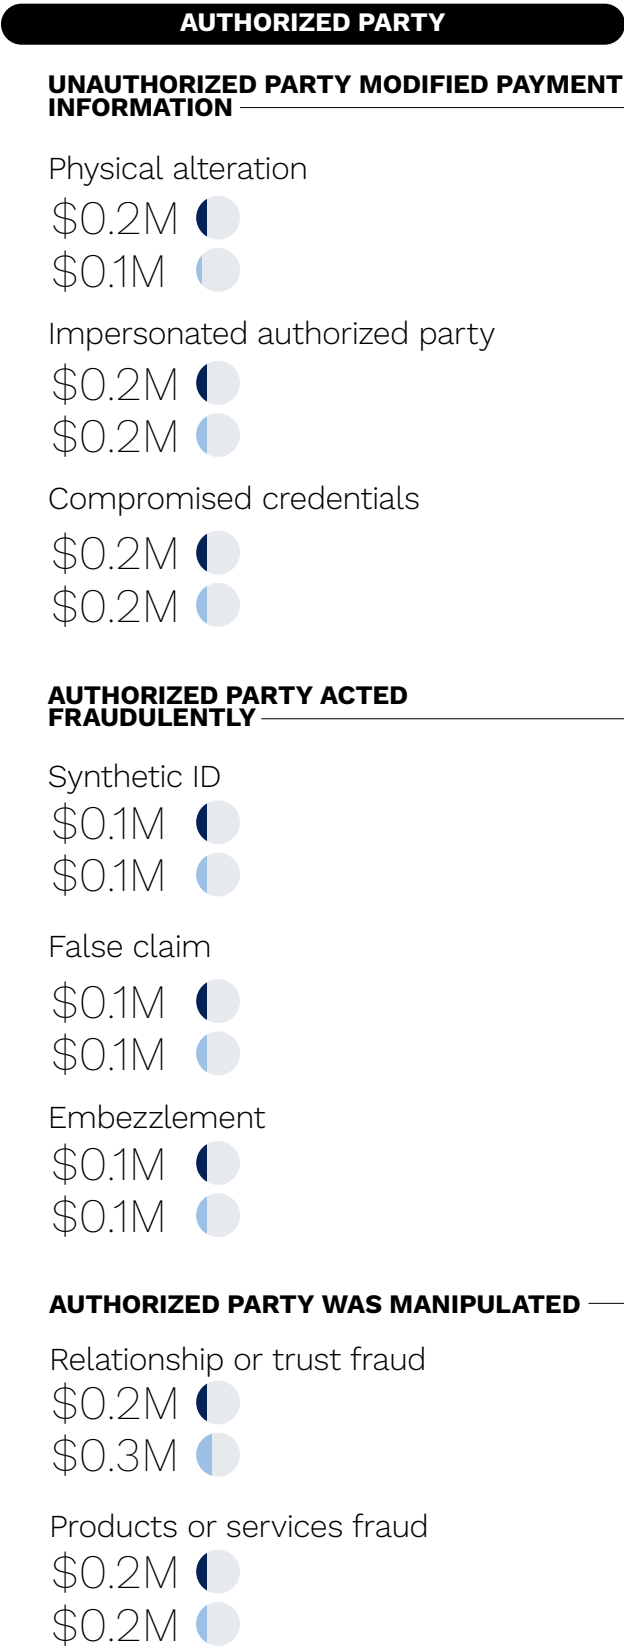 AUTHORIZED PARTY
UNAUTHORIZED PARTY MODIFIED PAYMENT
INFORMATION
Physical alteration
$0.2M
$0.1M
Impersonated authorized party
$0.2M
$0.2M
Compromised credentials
$0.2M
$0.2M
AUTHORIZED PARTY ACTED
FRAUDULENTLY
Synthetic ID
$0.1M
$0.1M
False claim
$0.1M
$0.1M
Embezzlement
$0.1M
$0.1M
AUTHORIZED PARTY WAS MANIPULATED
Relationship or trust fraud
$0.2M
$0.3M
Products or services fraud
$0.2M
$0.2M